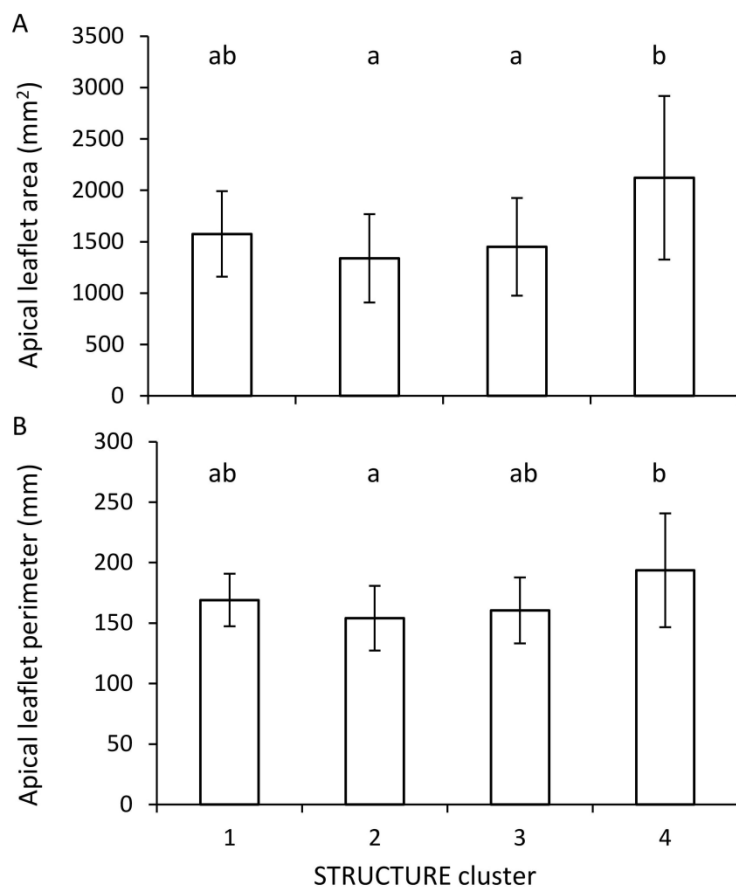 A
3500
3000
2500
2000
1500
1000
500
0
Apical leaflet area (mm²)
ab a a b
B
300
250
200
150
100
50
0
Apical leaflet perimeter (mm)
ab a ab b
1 2 3 4
STRUCTURE cluster